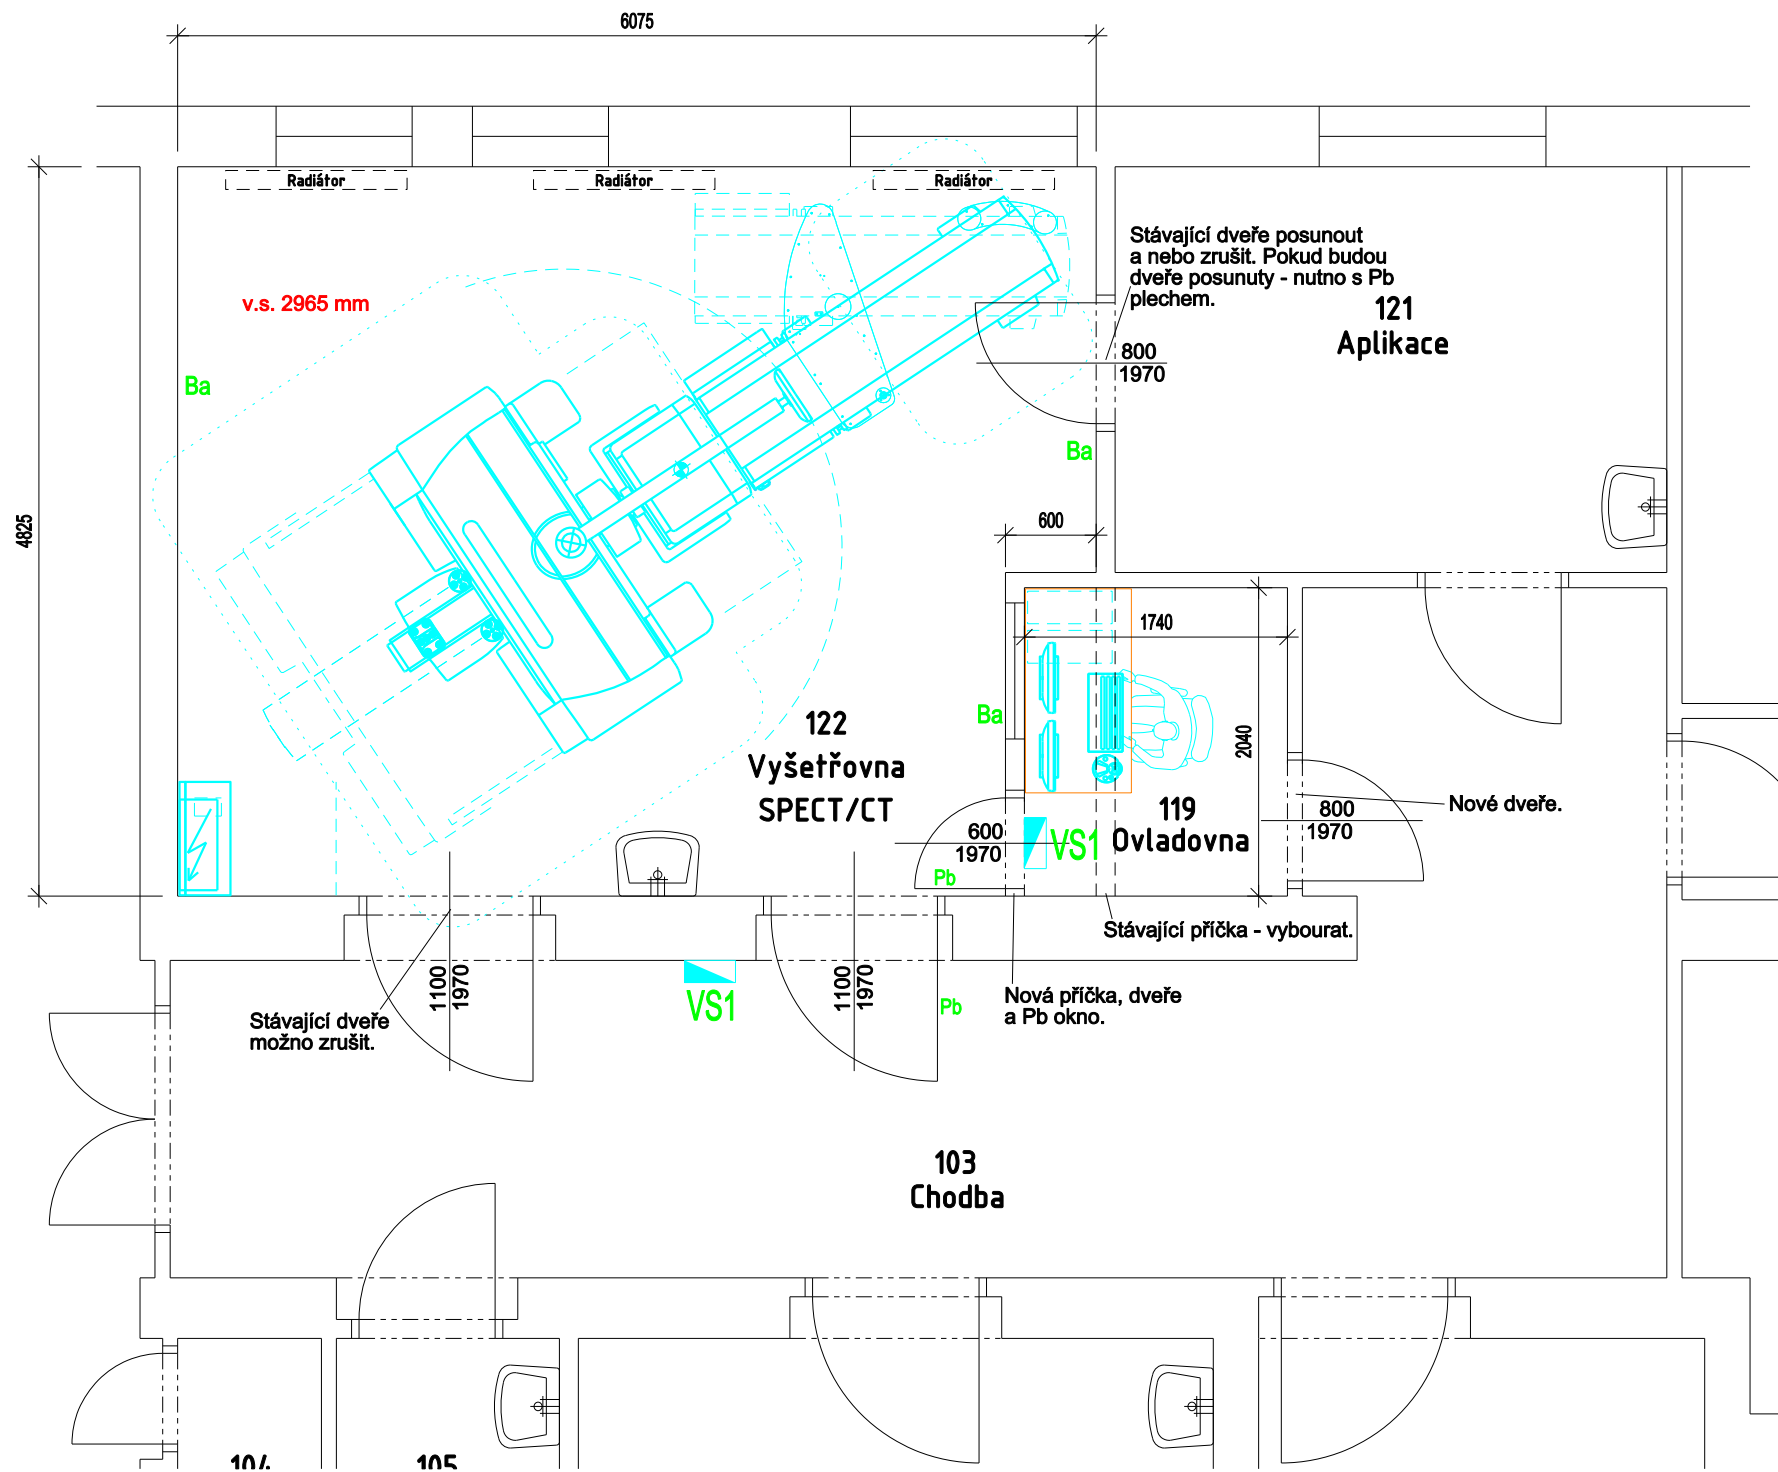 6075
Radiátor
Radiátor
Radiátor
Stávající dveře posunout
a nebo zrušit. Pokud budou
dveře posunuty - nutno s Pb
plechem.
v.s. 2965 mm
121
Aplikace
800
1970
Ba
Ba
4825
600
1740
2040
Ba
122
Vyšetřovna
SPECT/CT
119
Ovladovna
VS1
600
1970
800
1970
Nové dveře.
Pb
Stávající příčka - vybourat.
1100
1970
1100
1970
VS1
Pb
Nová příčka, dveře
a Pb okno.
Stávající dveře
možno zrušit.
103
Chodba
104
105